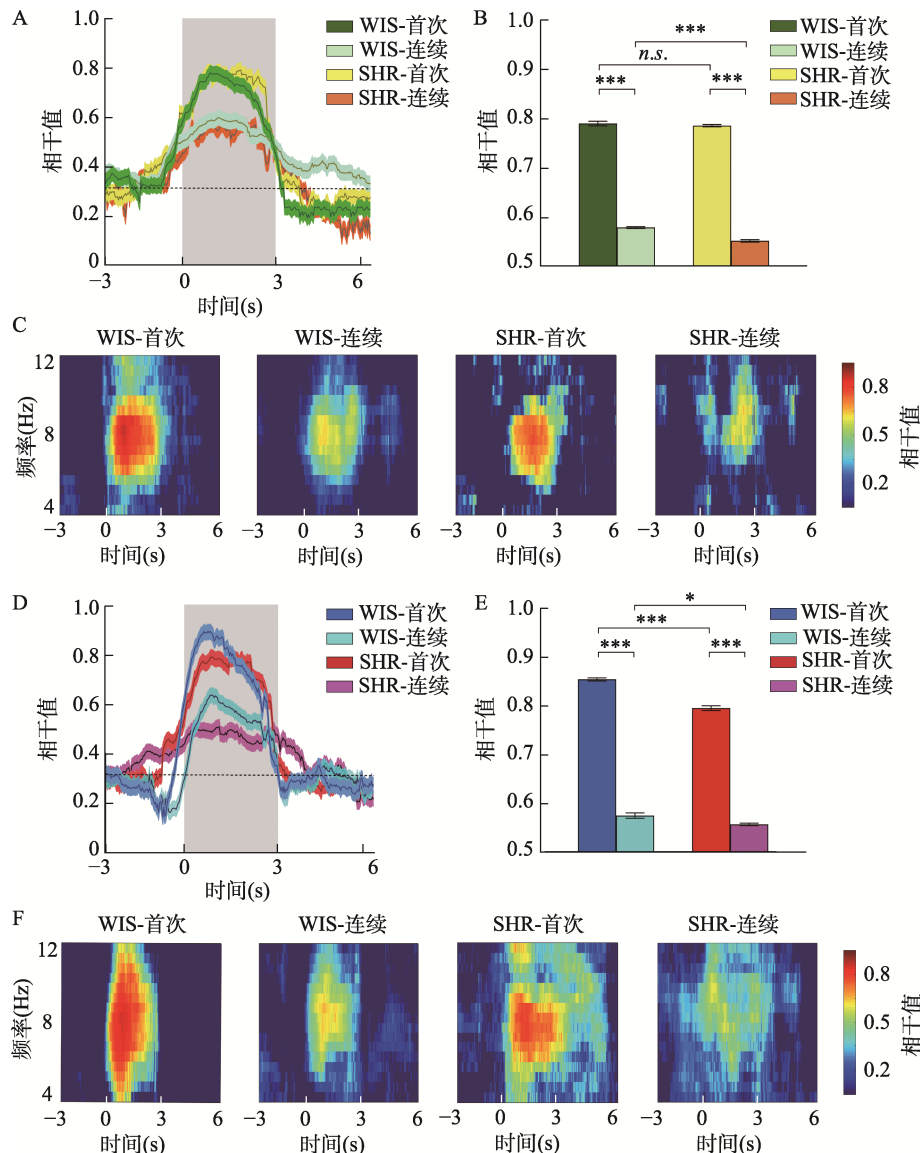 A
1.0
0.8
0.6
0.4
0.2
0
相干值
−3
0
3
6
时间(s)
WIS-首次
WIS-连续
SHR-首次
SHR-连续
B
1.0
0.9
0.8
0.7
0.6
0.5
相干值
***
n.s.
***
***
WIS-首次
WIS-连续
SHR-首次
SHR-连续
C
WIS-首次
WIS-连续
SHR-首次
SHR-连续
12
8
4
频率(Hz)
−3 0 3 6
−3 0 3 6
−3 0 3 6
−3 0 3 6
时间(s)
时间(s)
时间(s)
时间(s)
0.8
0.5
0.2
相干值
D
1.0
0.8
0.6
0.4
0.2
0
相干值
−3
0
3
6
时间(s)
WIS-首次
WIS-连续
SHR-首次
SHR-连续
E
1.0
0.9
0.8
0.7
0.6
0.5
相干值
*
***
***
***
WIS-首次
WIS-连续
SHR-首次
SHR-连续
F
WIS-首次
WIS-连续
SHR-首次
SHR-连续
12
8
4
频率(Hz)
−3 0 3 6
−3 0 3 6
−3 0 3 6
−3 0 3 6
时间(s)
时间(s)
时间(s)
时间(s)
0.8
0.5
0.2
相干值